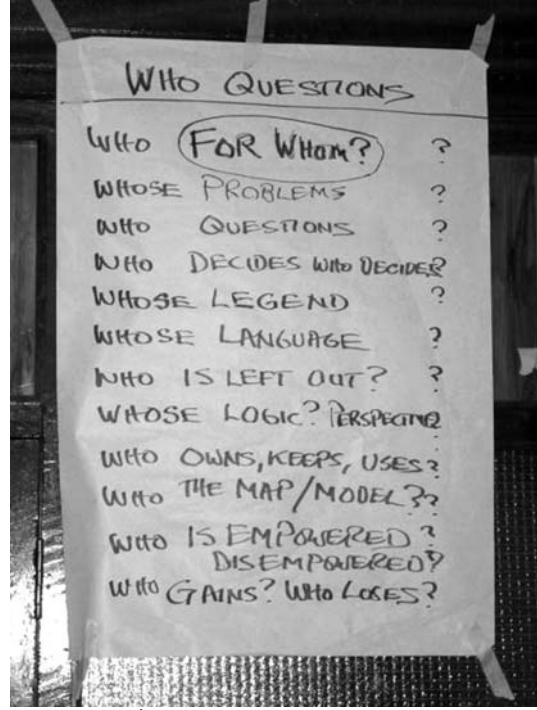 WHO QUESTIONS
WHO FOR WHOM? ?
WHOSE PROBLEMS ?
WHO QUESTIONS ?
WHO DECIDES WHO DECIDES?
WHOSE LEGEND ?
WHOSE LANGUAGE ?
WHO IS LEFT OUT? ?
WHOSE LOGIC? PERSPECTIVE?
WHO OWNS, KEEPS, USES?
WHO THE MAP/MODEL??
WHO IS EMPOWERED?
DISEMPOWERED?
WHO GAINS? WHO LOSES?